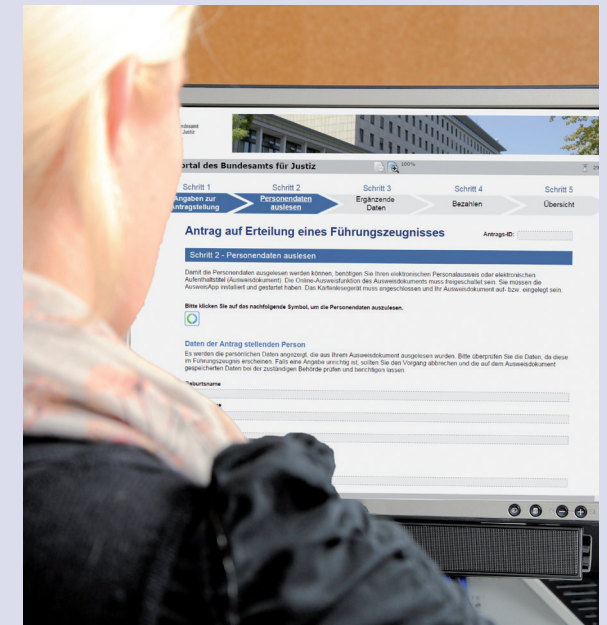 ortal des Bundesamts für Justiz
100%
Schritt 1 Schritt 2 Schritt 3 Schritt 4 Schritt 5
Angaben zur Antragstellung Personendaten auslesen Ergänzende Daten Bezahlen Übersicht
Antrag auf Erteilung eines Führungszeugnisses
Antrags-ID:
Schritt 2 - Personendaten auslesen
Damit die Personendaten ausgelesen werden können, benötigen Sie Ihren elektronischen Personalausweis oder elektronischen
Aufenthaltstitel (Ausweisdokument). Die Online-Ausweisfunktion des Ausweisdokuments muss freigeschaltet sein. Sie müssen die
AusweisApp installiert und gestartet haben. Das Kartenlesegerät muss angeschlossen und Ihr Ausweisdokument auf- bzw. eingelegt sein.
Bitte klicken Sie auf das nachfolgende Symbol, um die Personendaten auszulesen.
Daten der Antrag stellenden Person
Es werden die persönlichen Daten angezeigt, die aus Ihrem Ausweisdokument ausgelesen wurden. Bitte überprüfen Sie die Daten, da diese
im Führungszeugnis erscheinen. Falls eine Angabe unrichtig ist, sollten Sie den Vorgang abbrechen und die auf dem Ausweisdokument
gespeicherten Daten bei der zuständigen Behörde prüfen und berichtigen lassen.
Geburtsname